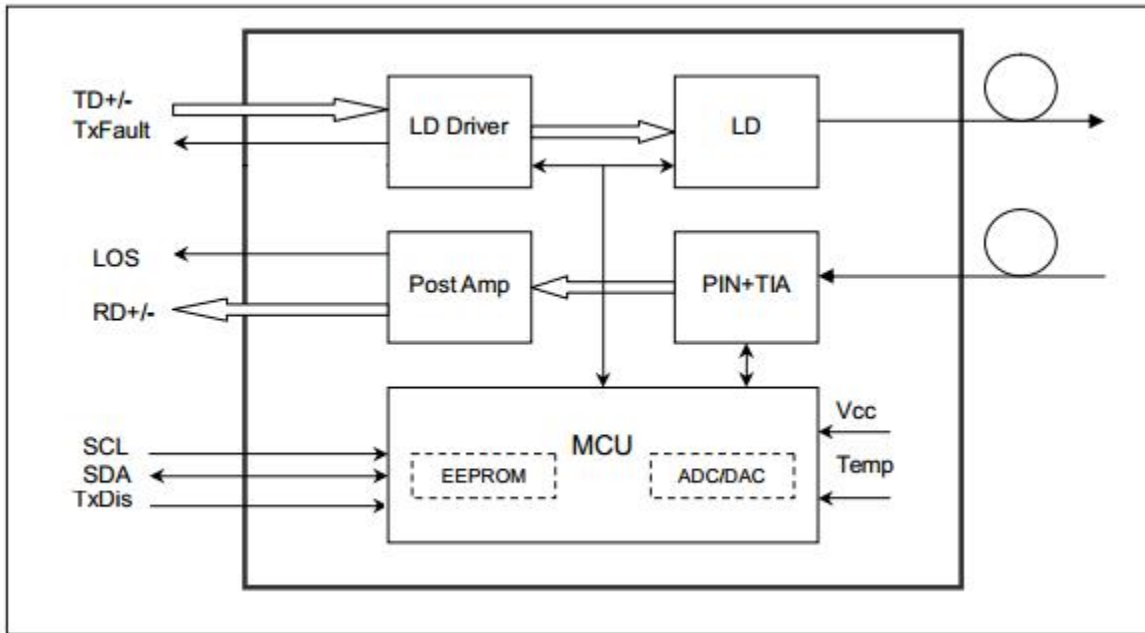 TD+/-
TxFault
LD Driver
LD
LOS
RD+/-
Post Amp
PIN+TIA
SCL
SDA
TxDis
MCU
EEPROM
ADC/DAC
Vcc
Temp